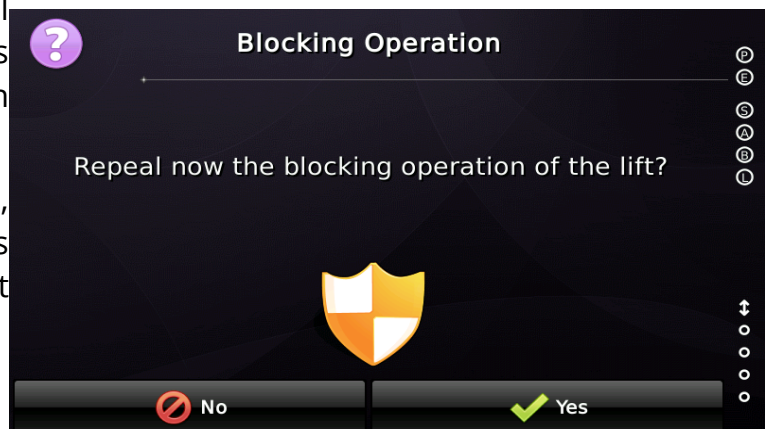 Blocking Operation
?
P
E
S
A
B
L
Repeal now the blocking operation of the lift?
No
Yes
l
s
n
,
s
t